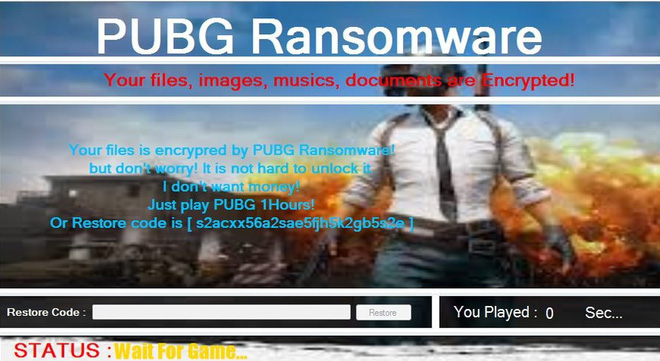 PUBG Ransomware
Your files, images, musics, documents are Encrypted!
Your files is encrypred by PUBG Ransomware!
but don't worry! It is not hard to unlock it.
I don't want money!
Just play PUBG 1Hours!
Or Restore code is [ s2acxx56a2sae5fjh5k2gb5s2e ]
Restore Code :
Restore
You Played : 0 Sec...
STATUS : Wait For Game...